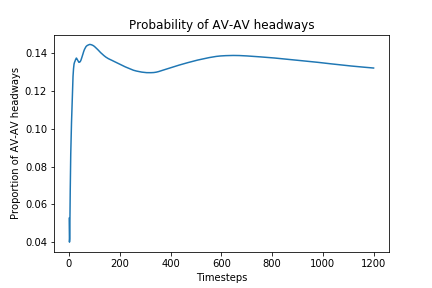 Probability of AV-AV headways
Proportion of AV-AV headways
0.14
0.12
0.10
0.08
0.06
0.04
0 200 400 600 800 1000 1200
Timesteps